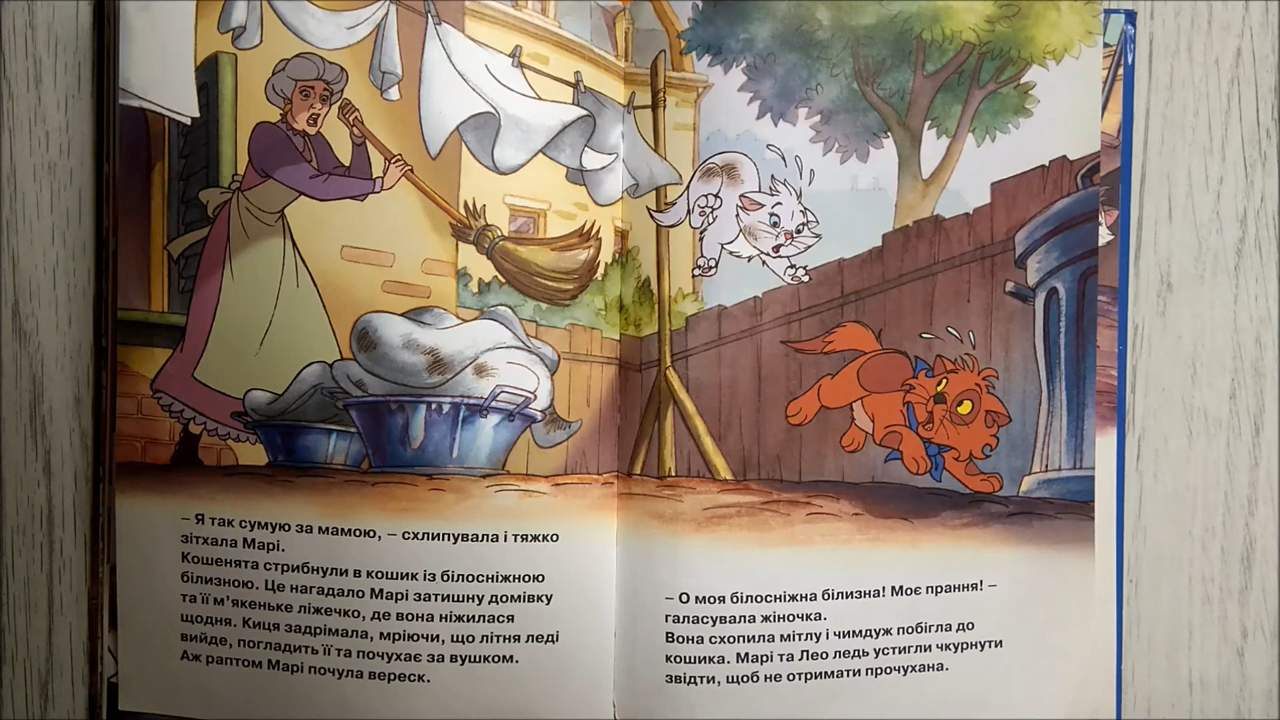 – Я так сумую за мамою, – схлипувала і тяжко
зітхала Марі.
Кошенята стрибнули в кошик із білосніжною
білизною. Це нагадало Марі затишну домівку
та її м’якеньке ліжечко, де вона ніжилася
щодня. Киця задрімала, мріючи, що літня леді
вийде, погладить її та почухає за вушком.
Аж раптом Марі почула вереск.
– О моя білосніжна білизна! Моє прання! –
галасувала жіночка.
Вона схопила мітлу і чимдуж побігла до
кошика. Марі та Лео ледь устигли чкурнути
звідти, щоб не отримати прочухана.